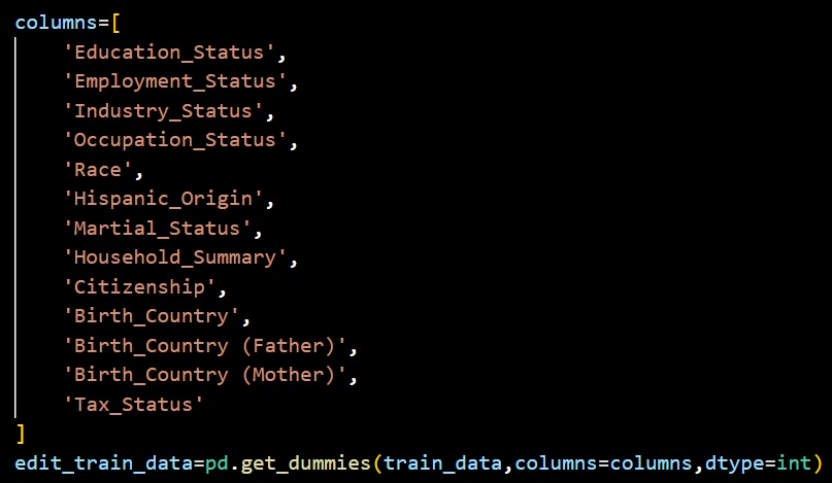 columns=[
    'Education_Status',
    'Employment_Status',
    'Industry_Status',
    'Occupation_Status',
    'Race',
    'Hispanic_Origin',
    'Martial_Status',
    'Household_Summary',
    'Citizenship',
    'Birth_Country',
    'Birth_Country (Father)',
    'Birth_Country (Mother)',
    'Tax_Status'
]
edit_train_data=pd.get_dummies(train_data,columns=columns,dtype=int)